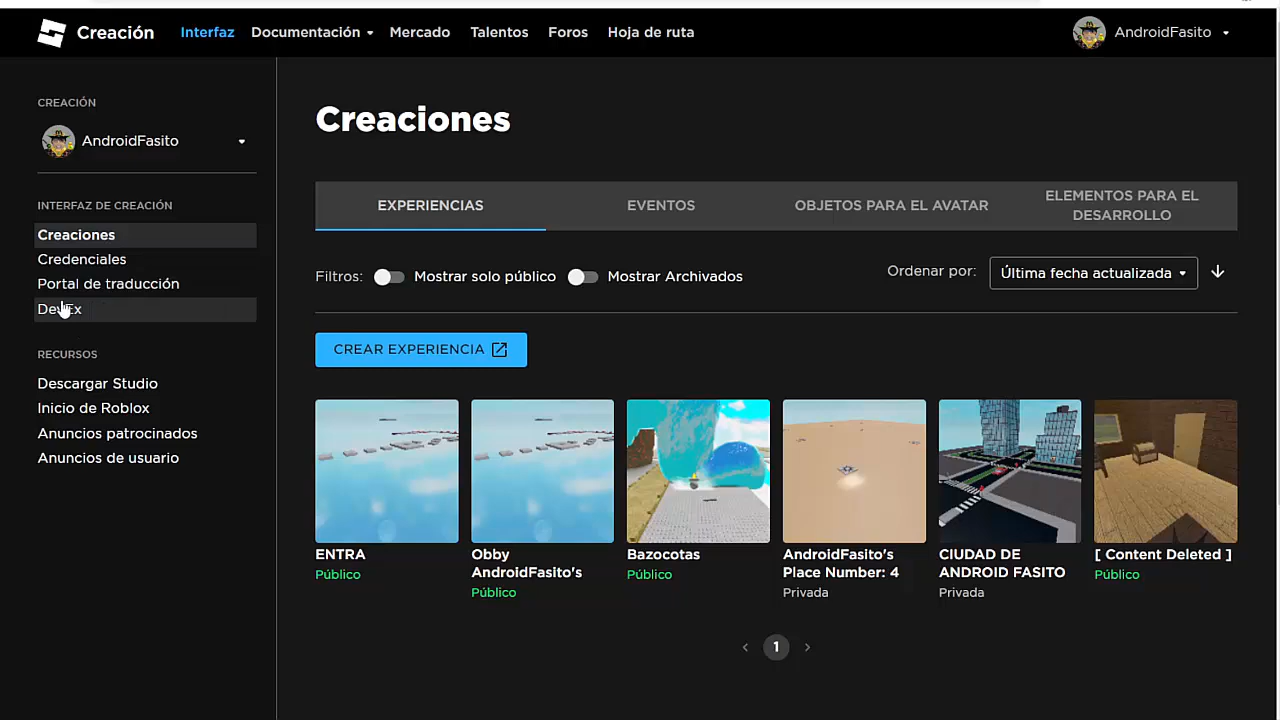 Creación
Interfaz
Documentación
Mercado
Talentos
Foros
Hoja de ruta
AndroidFasito
CREACIÓN
AndroidFasito
INTERFAZ DE CREACIÓN
Creaciones
Credenciales
Portal de traducción
DevEx
RECURSOS
Descargar Studio
Inicio de Roblox
Anuncios patrocinados
Anuncios de usuario
Creaciones
EXPERIENCIAS
EVENTOS
OBJETOS PARA EL AVATAR
ELEMENTOS PARA EL
DESARROLLO
Filtros:
Mostrar solo público
Mostrar Archivados
Ordenar por:
Última fecha actualizada
CREAR EXPERIENCIA
ENTRA
Público
Obby
AndroidFasito's
Público
Bazocotas
Público
AndroidFasito's
Place Number: 4
Privada
CIUDAD DE
ANDROID FASITO
Privada
[ Content Deleted ]
Público
1